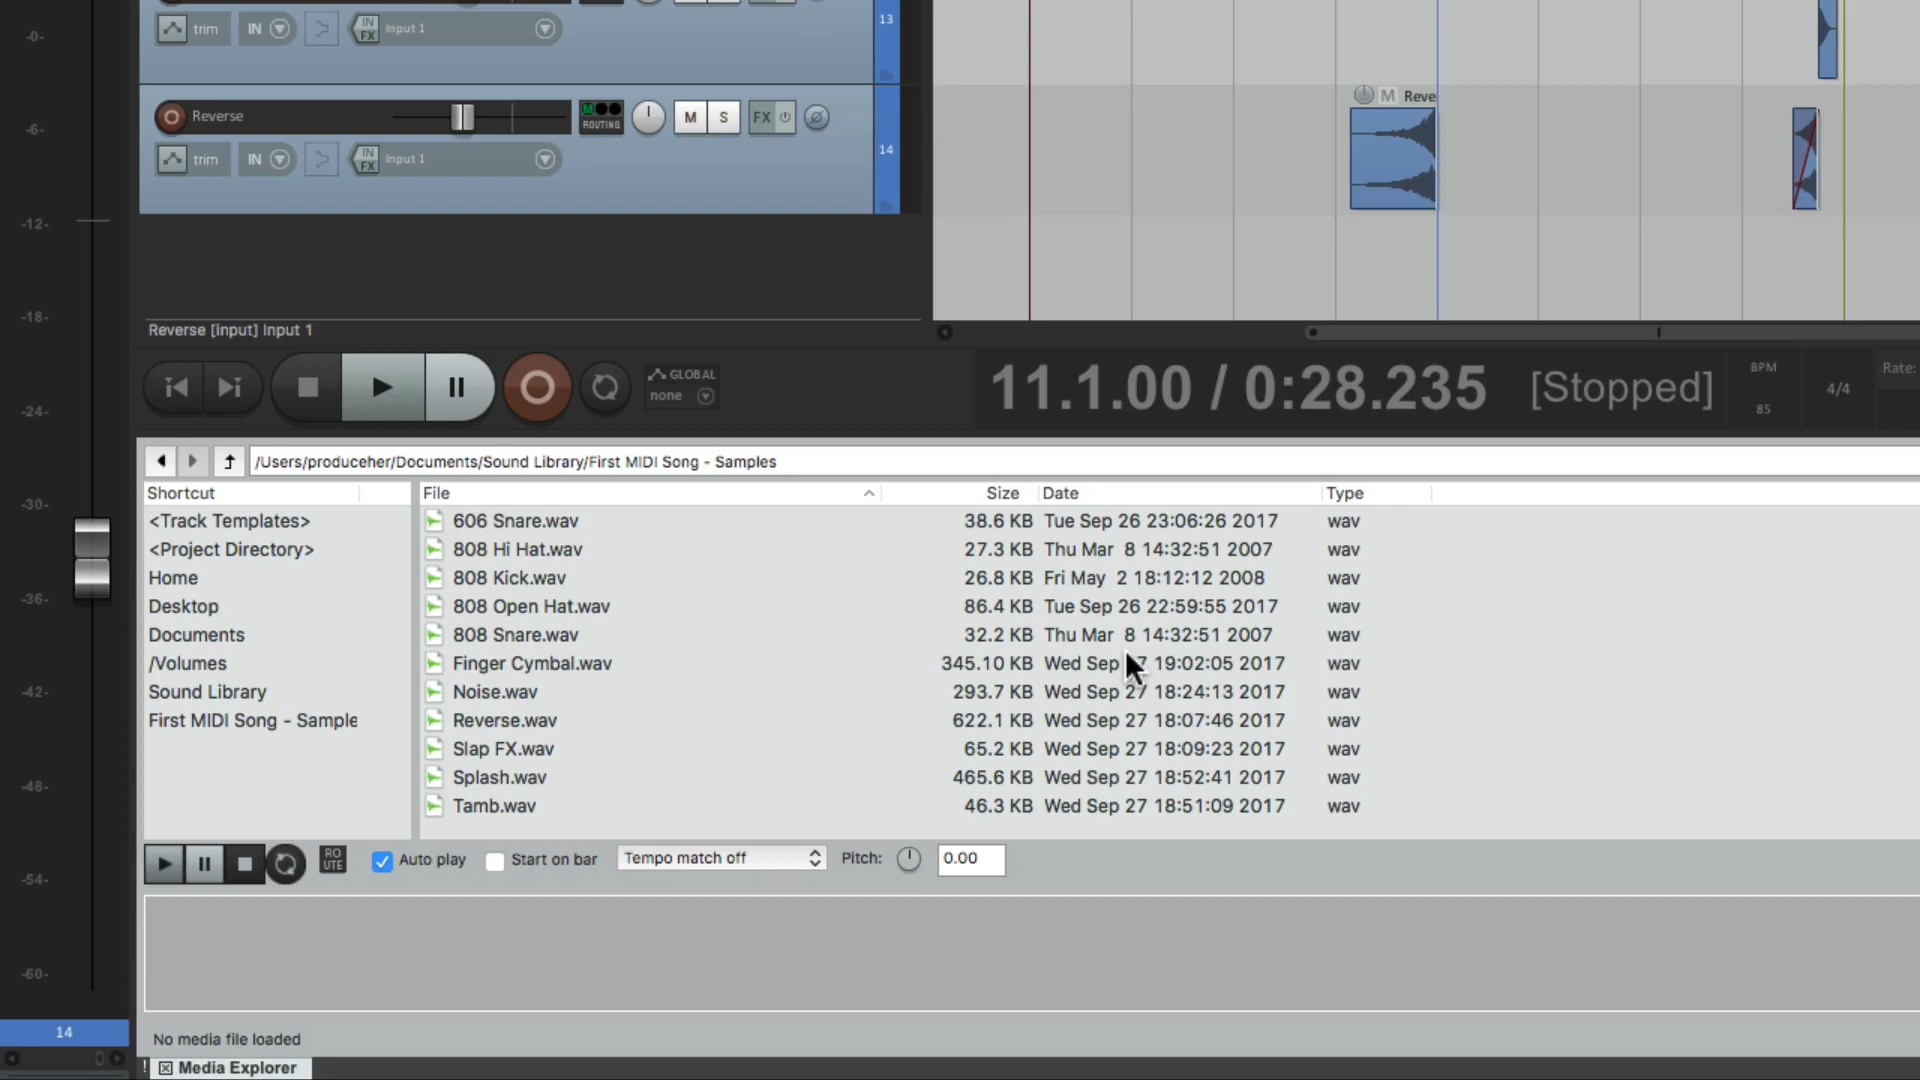 -0-
trim IN IN FX Input 1 13
-6- Reverse M ROUTING M S FX M Reve
trim IN IN FX Input 1 14
-12-
-18-
Reverse [input] Input 1
-24- GLOBAL none 11.1.00 / 0:28.235 [Stopped] BPM 85 4/4 Rate:
/Users/produceher/Documents/Sound Library/First MIDI Song - Samples
Shortcut File Size Date Type
-30- <Track Templates> 606 Snare.wav 38.6 KB Tue Sep 26 23:06:26 2017 wav
<Project Directory> 808 Hi Hat.wav 27.3 KB Thu Mar 8 14:32:51 2007 wav
Home 808 Kick.wav 26.8 KB Fri May 2 18:12:12 2008 wav
-36- Desktop 808 Open Hat.wav 86.4 KB Tue Sep 26 22:59:55 2017 wav
Documents 808 Snare.wav 32.2 KB Thu Mar 8 14:32:51 2007 wav
/Volumes Finger Cymbal.wav 345.10 KB Wed Sep 7 19:02:05 2017 wav
-42- Sound Library Noise.wav 293.7 KB Wed Sep 27 18:24:13 2017 wav
First MIDI Song - Sample Reverse.wav 622.1 KB Wed Sep 27 18:07:46 2017 wav
Slap FX.wav 65.2 KB Wed Sep 27 18:09:23 2017 wav
-48- Splash.wav 465.6 KB Wed Sep 27 18:52:41 2017 wav
Tamb.wav 46.3 KB Wed Sep 27 18:51:09 2017 wav
RO UTE Auto play Start on bar Tempo match off Pitch: 0.00
-54-
-60-
14 No media file loaded
0 ! Media Explorer